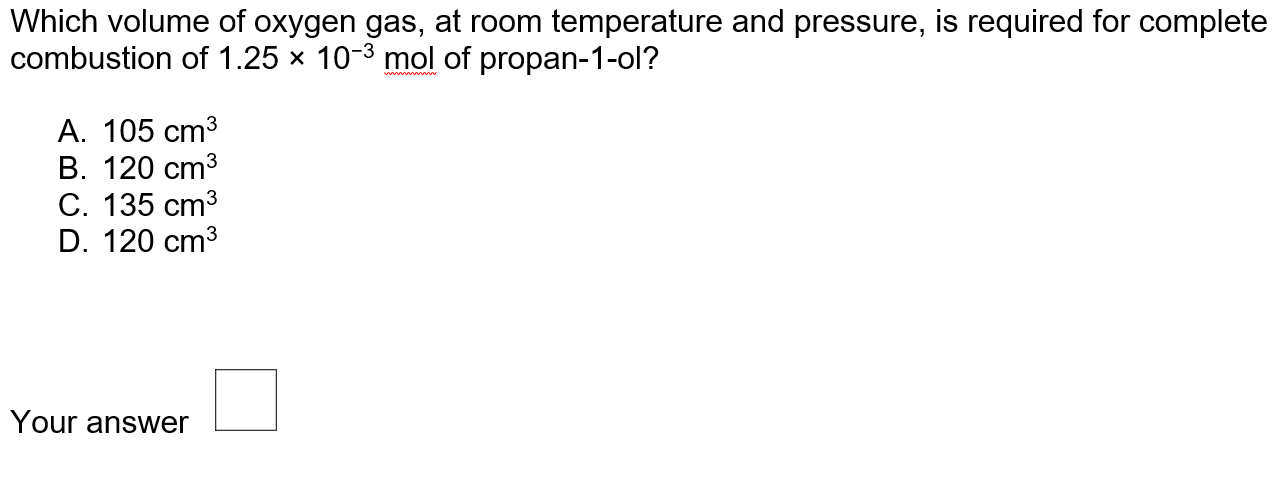 Which volume of oxygen gas, at room temperature and pressure, is required for complete
combustion of 1.25 × 10⁻³ mol of propan-1-ol?
A. 105 cm³
B. 120 cm³
C. 135 cm³
D. 120 cm³
Your answer